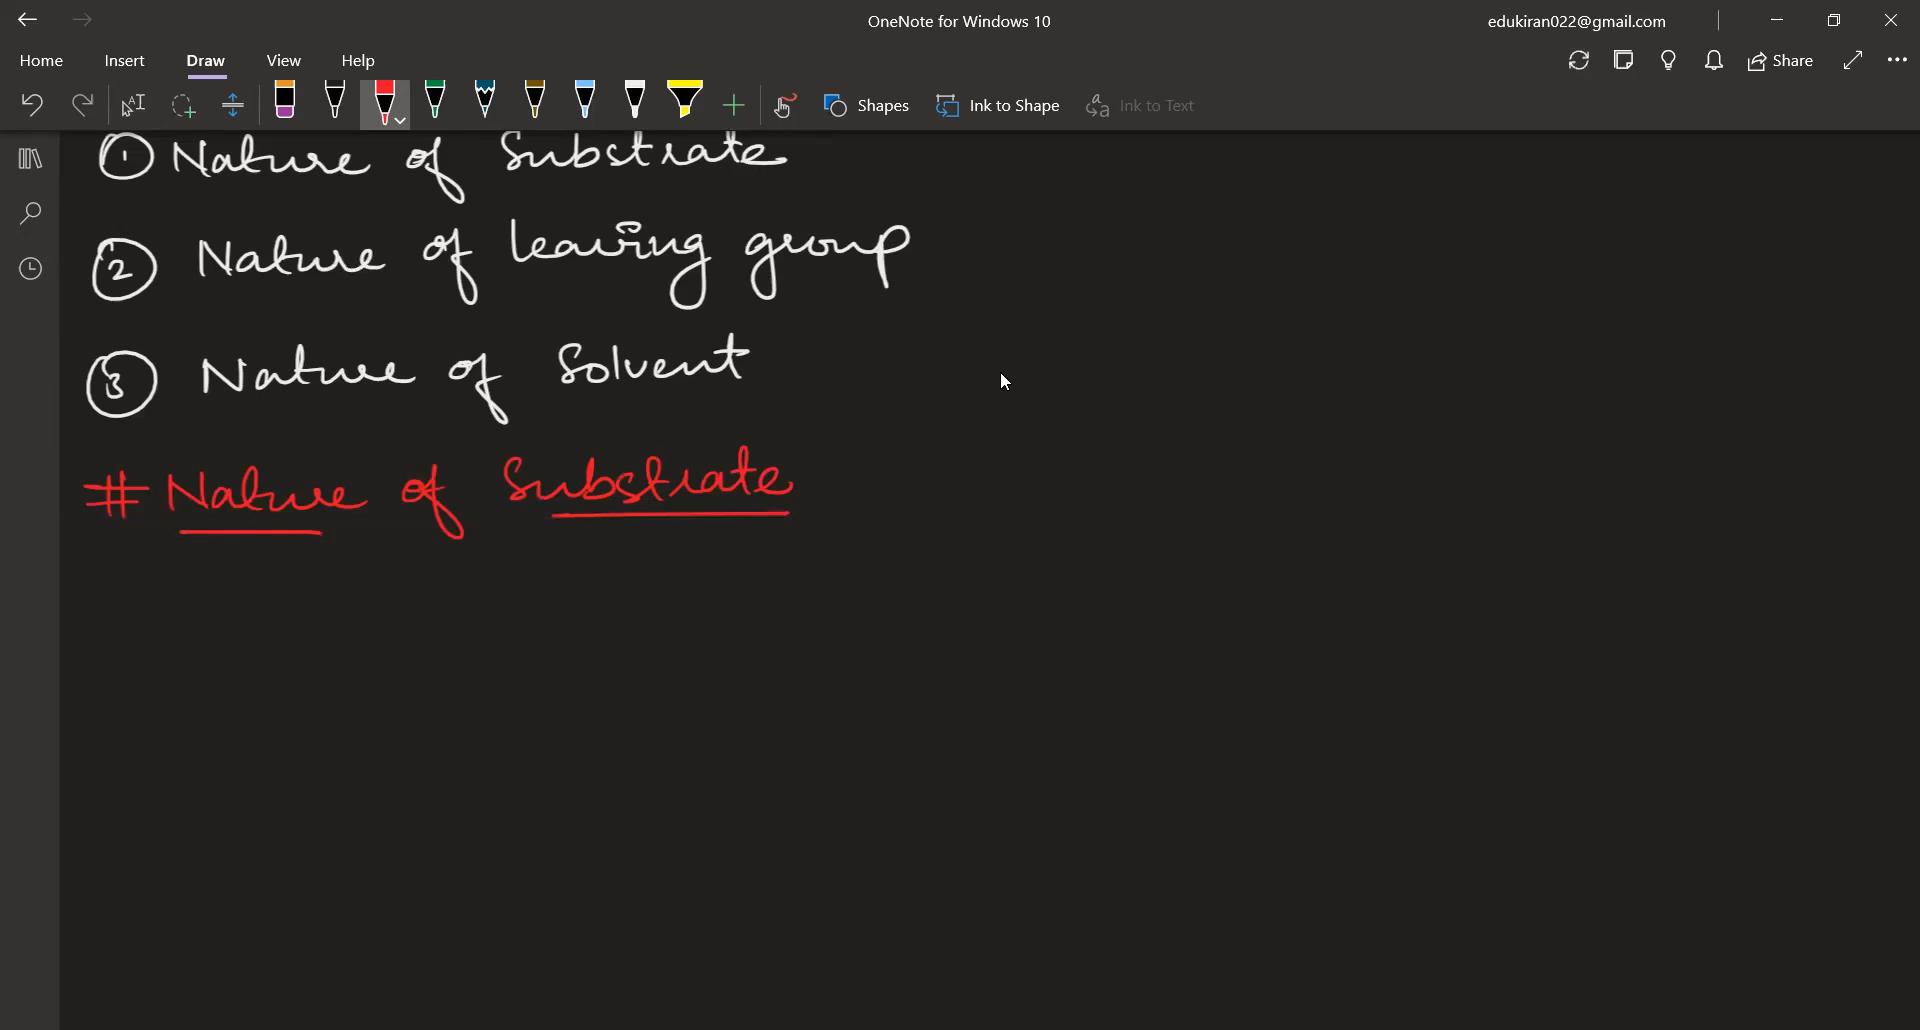 OneNote for Windows 10
edukiran022@gmail.com
Home Insert Draw View Help
Share
Shapes Ink to Shape Ink to Text
1 Nature of Substrate
2 Nature of leaving group
3 Nature of Solvent
# Nature of Substrate